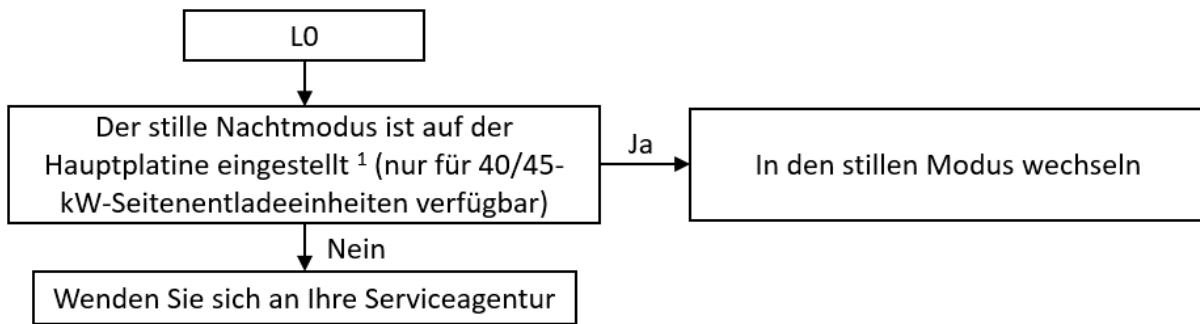 L0
Der stille Nachtmodus ist auf der
Hauptplatine eingestellt ¹ (nur für 40/45-
kW-Seitenentladeeinheiten verfügbar)
Ja
In den stillen Modus wechseln
Nein
Wenden Sie sich an Ihre Serviceagentur